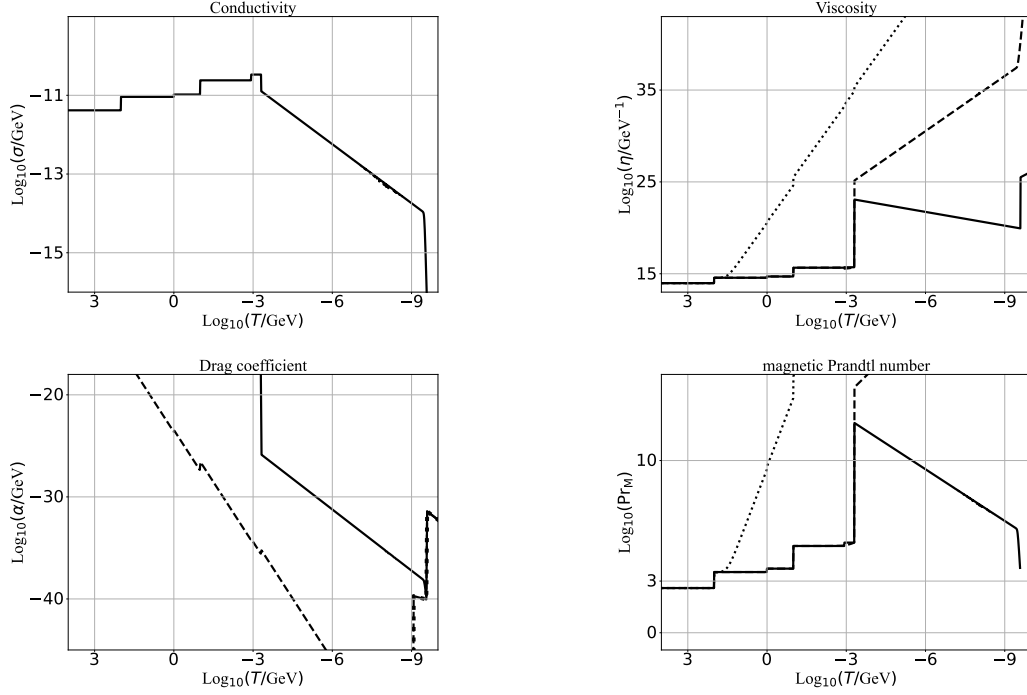 Conductivity
Log10(σ/GeV)
−11
−13
−15
3 0 −3 −6 −9
Log10(T/GeV)
Viscosity
Log10(η/GeV⁻¹)
35
25
15
3 0 −3 −6 −9
Log10(T/GeV)
Drag coefficient
Log10(α/GeV)
−20
−30
−40
3 0 −3 −6 −9
Log10(T/GeV)
magnetic Prandtl number
Log10(PrM)
10
3
0
3 0 −3 −6 −9
Log10(T/GeV)